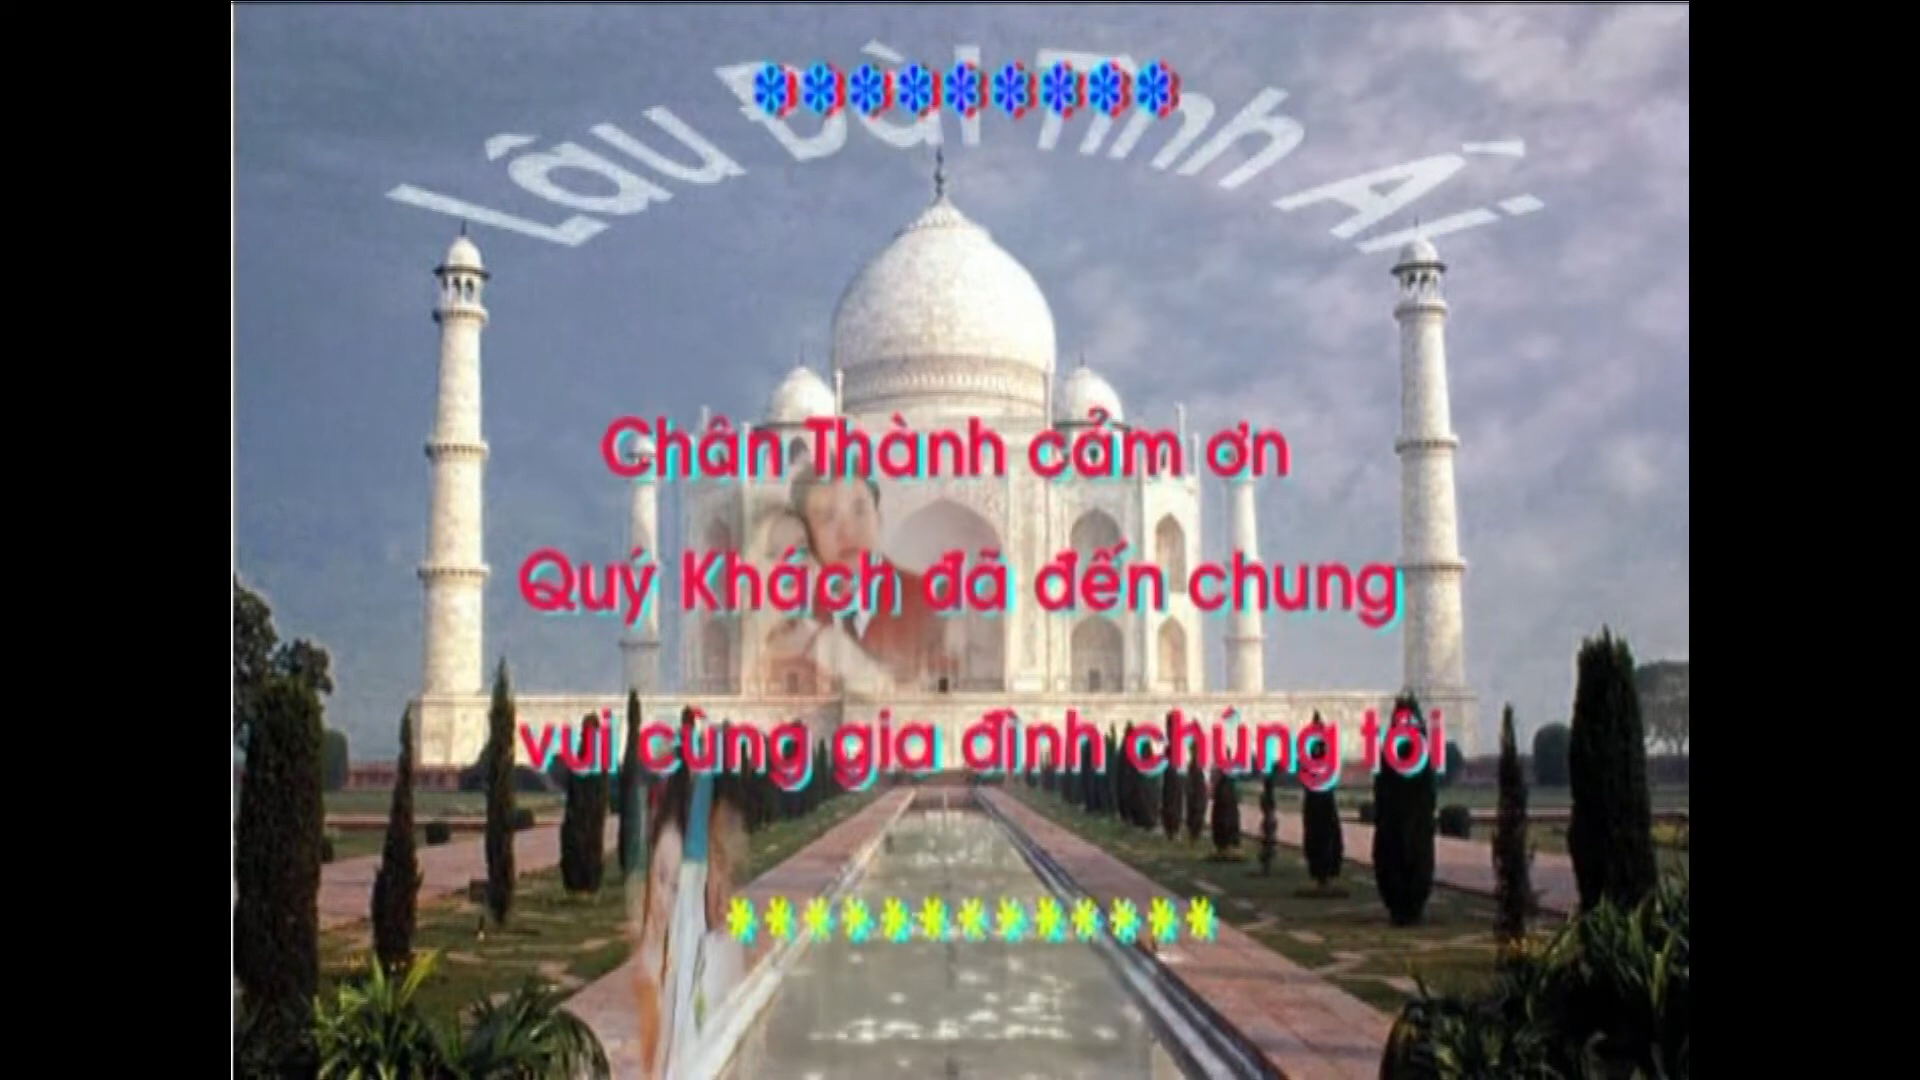 Lâu Đài Tình Ái
Chân Thành cảm ơn
Quý Khách đã đến chung
vui cùng gia đình chúng tôi